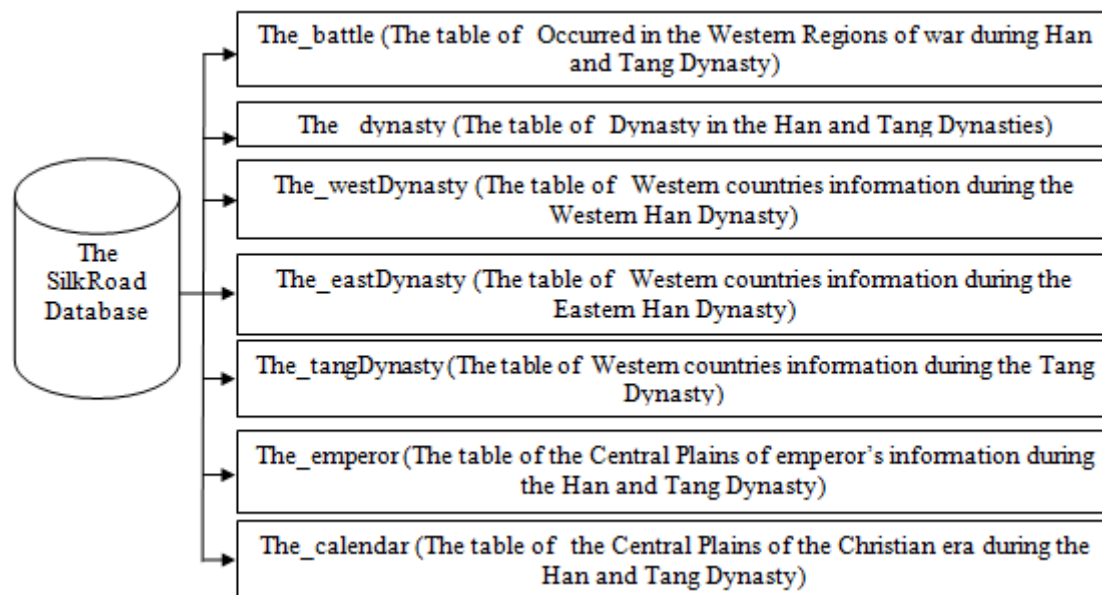 The_battle (The table of Occurred in the Western Regions of war during Han
and Tang Dynasty)
The dynasty (The table of Dynasty in the Han and Tang Dynasties)
The_westDynasty (The table of Western countries information during the
Western Han Dynasty)
The
SilkRoad
Database
The_eastDynasty (The table of Western countries information during the
Eastern Han Dynasty)
The_tangDynasty (The table of Western countries information during the Tang
Dynasty)
The_emperor (The table of the Central Plains of emperor’s information during
the Han and Tang Dynasty)
The_calendar (The table of the Central Plains of the Christian era during the
Han and Tang Dynasty)